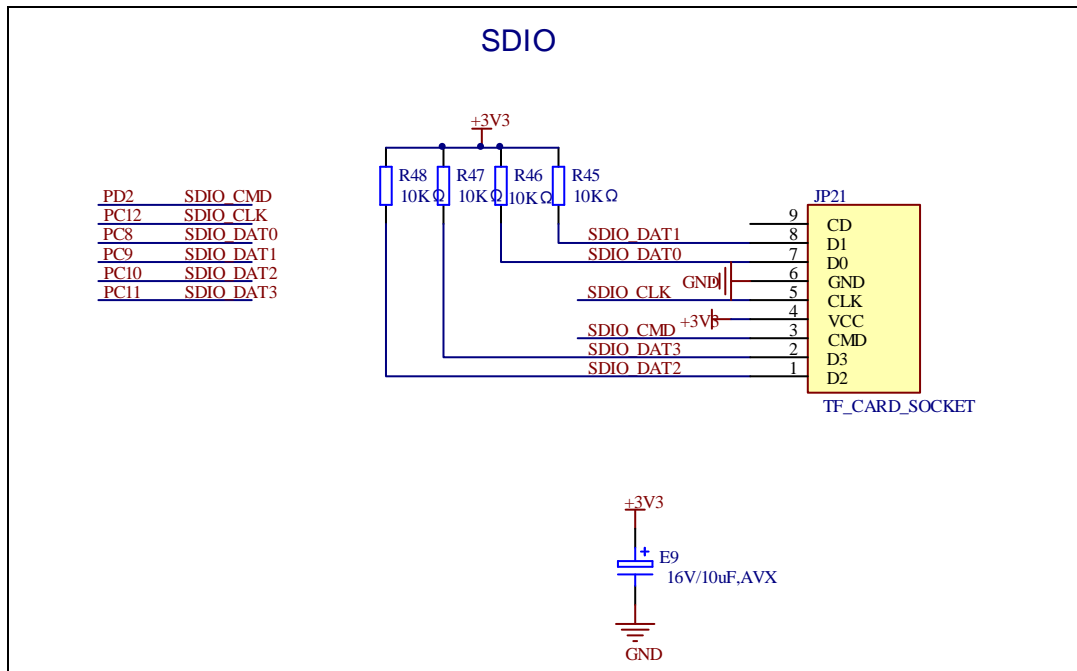 SDIO
+3V3
R48 R47 R46 R45
10KΩ 10KΩ 10KΩ 10KΩ
PD2 SDIO_CMD
PC12 SDIO_CLK
PC8 SDIO_DAT0
PC9 SDIO_DAT1
PC10 SDIO_DAT2
PC11 SDIO_DAT3
JP21
9 CD
SDIO_DAT1 8 D1
SDIO_DAT0 7 D0
GND 6 GND
SDIO_CLK 5 CLK
+3V3 4 VCC
SDIO_CMD 3 CMD
SDIO_DAT3 2 D3
SDIO_DAT2 1 D2
TF_CARD_SOCKET
+3V3
+
E9
16V/10uF,AVX
GND